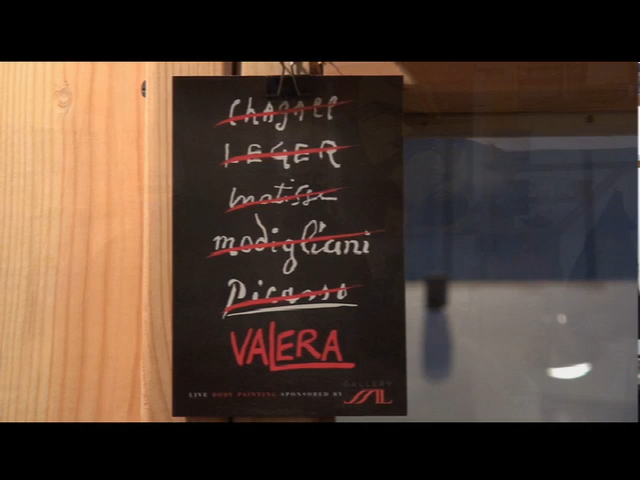 Chagall
LEGER
matisse
modigliani
Picasso
VALERA
LIVE BODY PAINTING SPONSORED BY
GALLERY